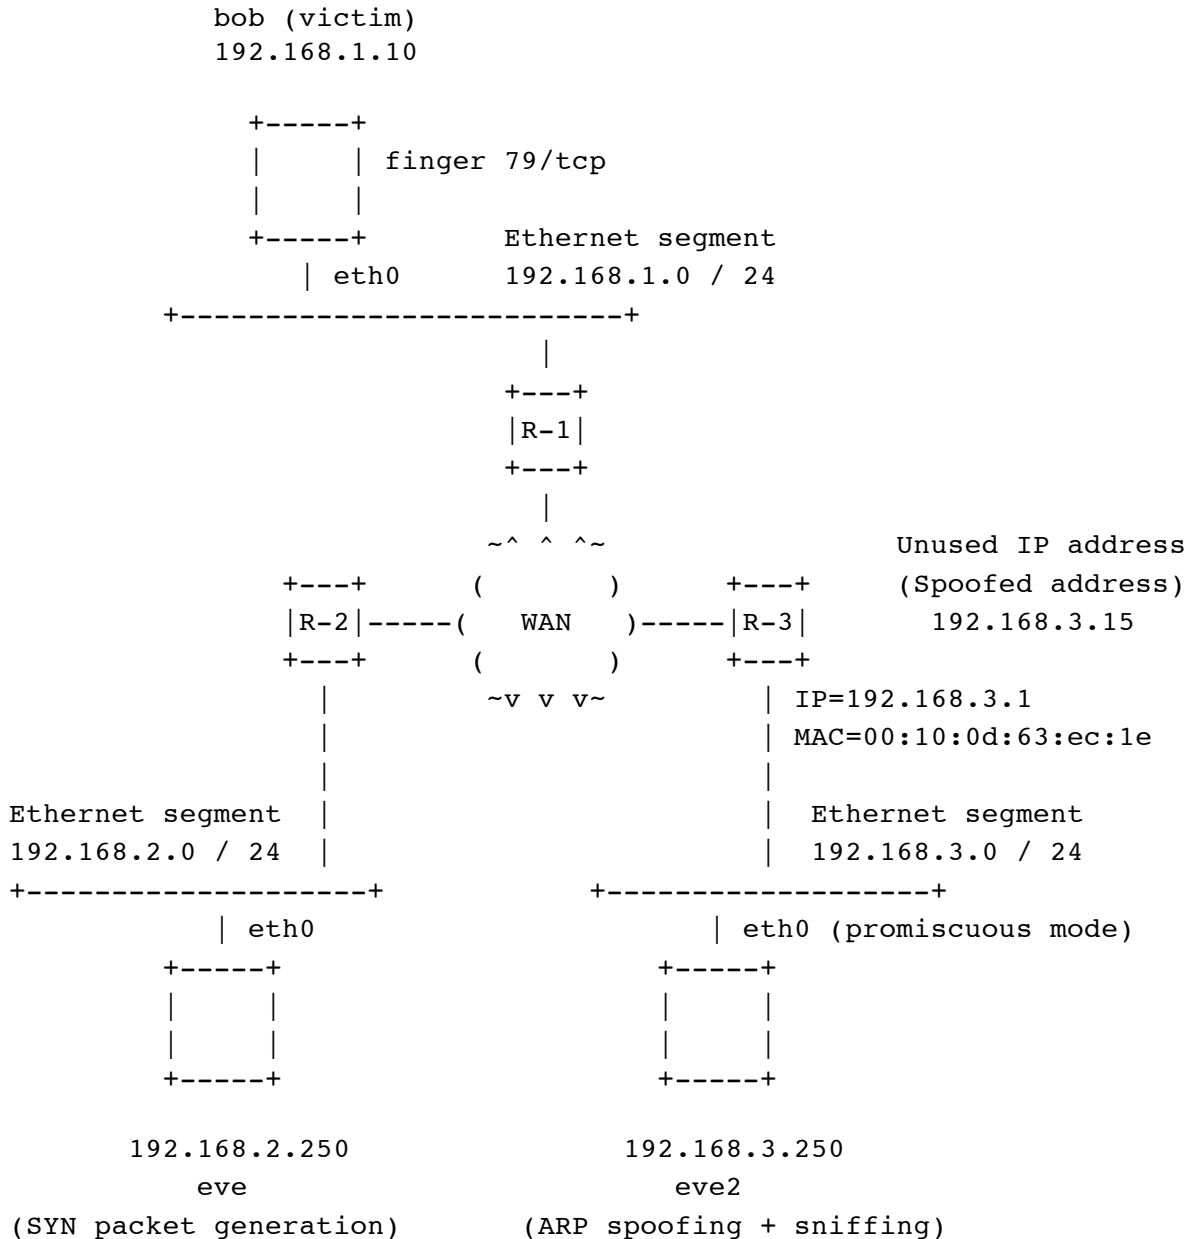 bob (victim)
192.168.1.10
+-----+
|     | finger 79/tcp
|     |
+-----+        Ethernet segment
| eth0      192.168.1.0 / 24
+--------------------------+
|
+---+
|R-1|
+---+
|
~^ ^ ^~                 Unused IP address
+---+      (       )      +---+     (Spoofed address)
|R-2|-----(   WAN   )-----|R-3|       192.168.3.15
+---+      (       )      +---+
|         ~v v v~         | IP=192.168.3.1
|                         | MAC=00:10:0d:63:ec:1e
|                         |
Ethernet segment  |                         |  Ethernet segment
192.168.2.0 / 24  |                         |  192.168.3.0 / 24
+--------------------+            +-------------------+
| eth0                       | eth0 (promiscuous mode)
+-----+                      +-----+
|     |                      |     |
|     |                      |     |
+-----+                      +-----+
192.168.2.250                192.168.3.250
eve                          eve2
(SYN packet generation)       (ARP spoofing + sniffing)